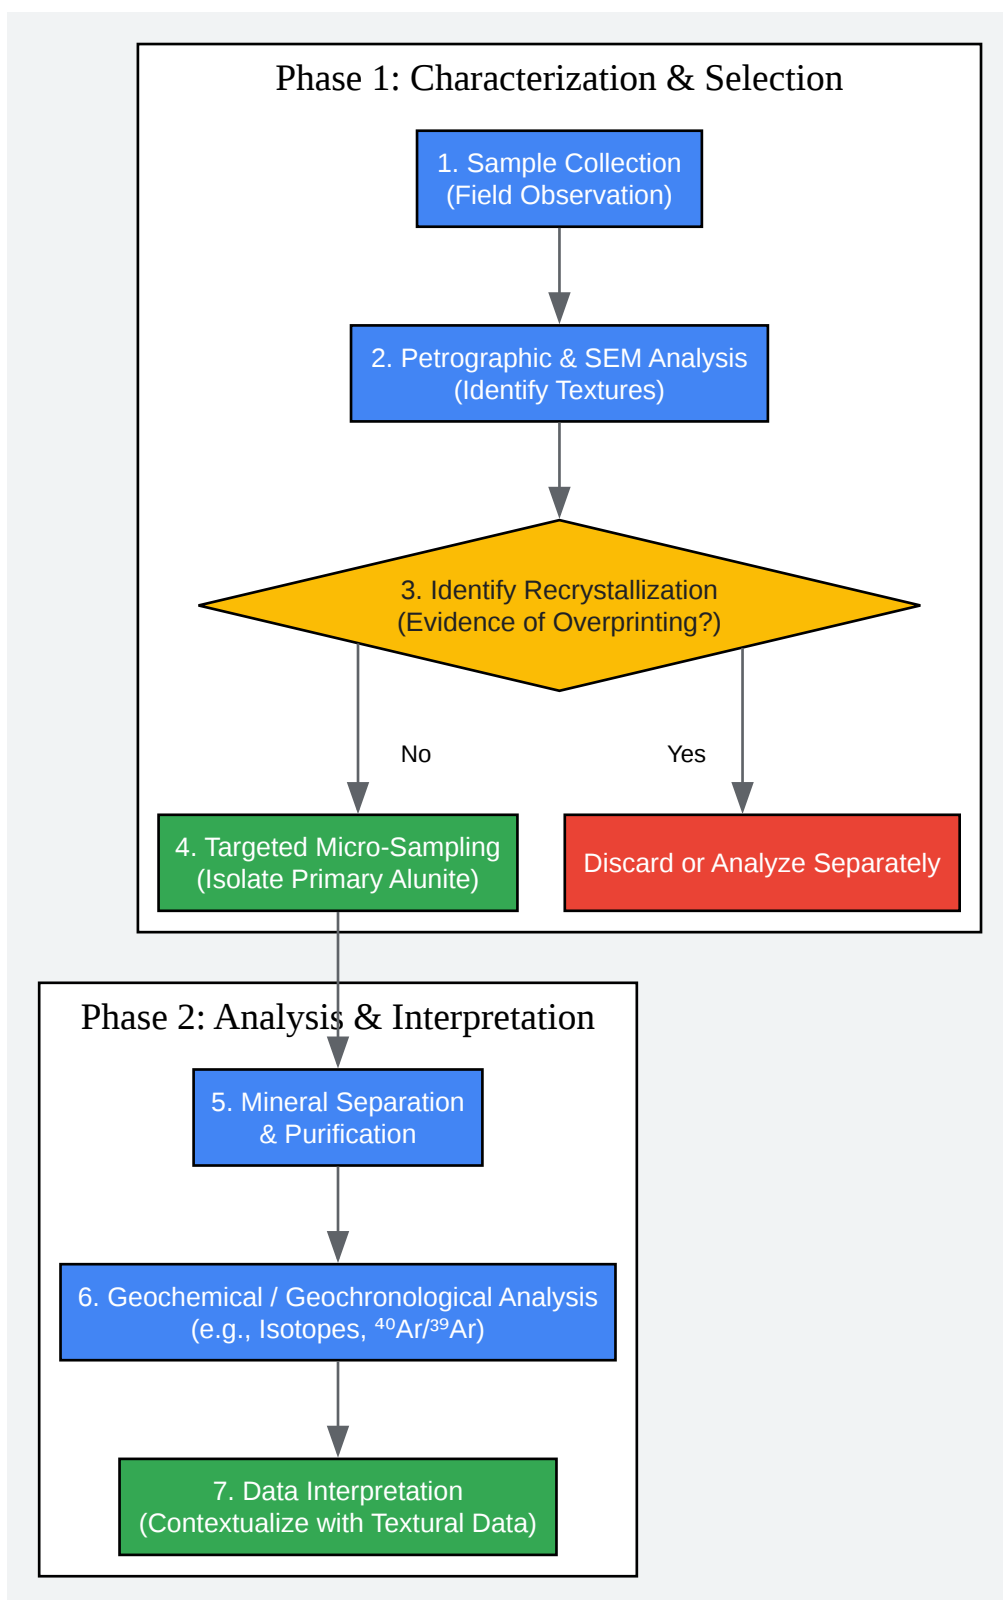 Phase 1: Characterization & Selection
1. Sample Collection
(Field Observation)
2. Petrographic & SEM Analysis
(Identify Textures)
3. Identify Recrystallization
(Evidence of Overprinting?)
No
Yes
4. Targeted Micro-Sampling
(Isolate Primary Alunite)
Discard or Analyze Separately
Phase 2: Analysis & Interpretation
5. Mineral Separation
& Purification
6. Geochemical / Geochronological Analysis
(e.g., Isotopes, ⁴⁰Ar/³⁹Ar)
7. Data Interpretation
(Contextualize with Textural Data)